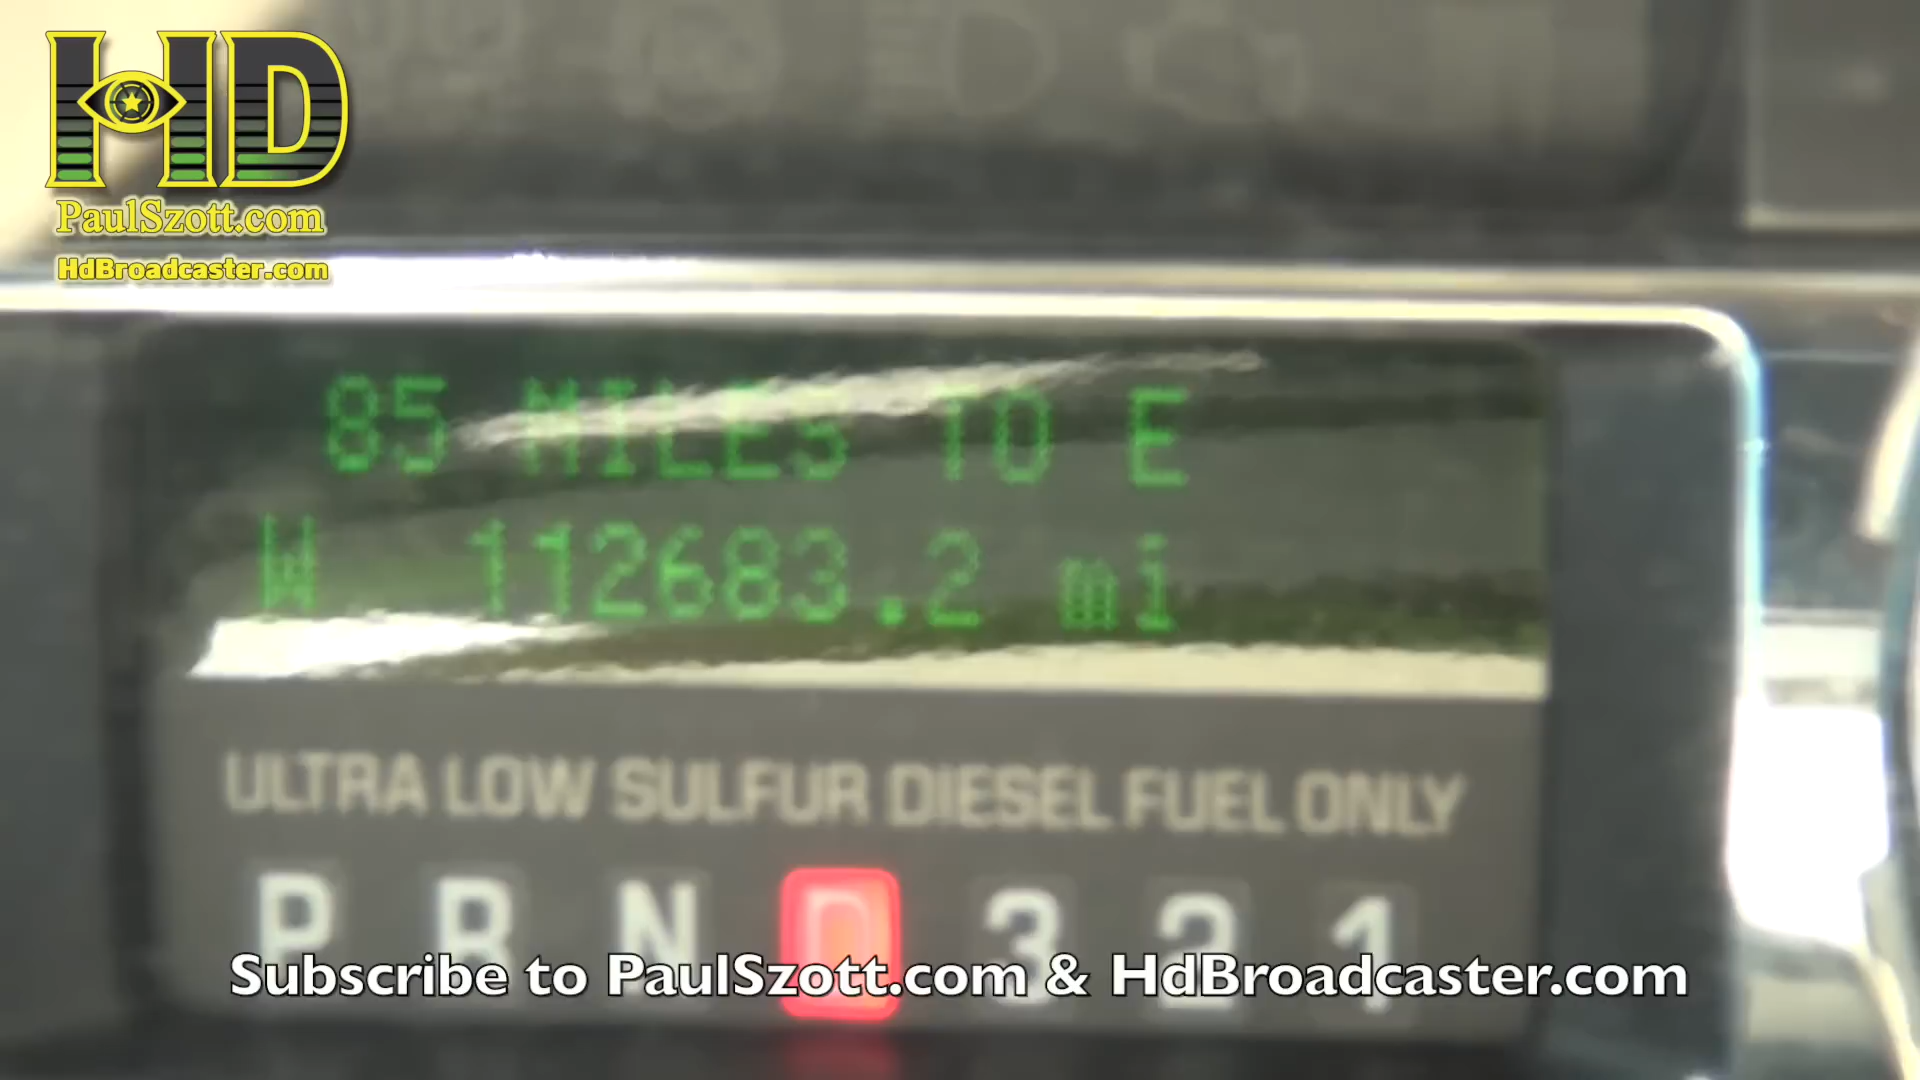 HD
PaulSzott.com
HdBroadcaster.com
85 MILES TO E
W 112683.2 mi
ULTRA LOW SULFUR DIESEL FUEL ONLY
P R N D 3 2 1
Subscribe to PaulSzott.com & HdBroadcaster.com